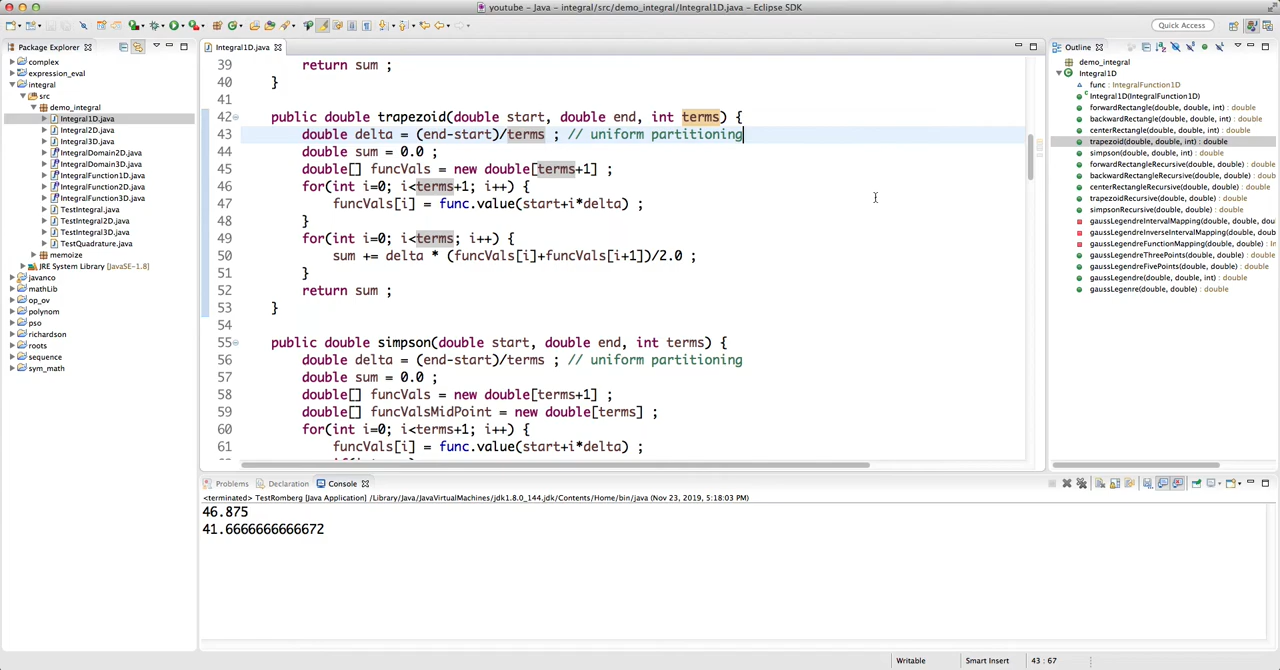 youtube - Java - integral/src/demo_integral/Integral1D.java - Eclipse SDK
Quick Access
Package Explorer
complex
expression_eval
integral
src
demo_integral
Integral1D.java
Integral2D.java
Integral3D.java
IntegralDomain2D.java
IntegralDomain3D.java
IntegralFunction1D.java
IntegralFunction2D.java
IntegralFunction3D.java
TestIntegral.java
TestIntegral2D.java
TestIntegral3D.java
TestQuadrature.java
memoize
JRE System Library [JavaSE-1.8]
javanco
mathLib
op_ov
polynom
pso
richardson
roots
sequence
sym_math
Integral1D.java
39 return sum ;
40 }
41
42 public double trapezoid(double start, double end, int terms) {
43 double delta = (end-start)/terms ; // uniform partitioning
44 double sum = 0.0 ;
45 double[] funcVals = new double[terms+1] ;
46 for(int i=0; i<terms+1; i++) {
47 funcVals[i] = func.value(start+i*delta) ;
48 }
49 for(int i=0; i<terms; i++) {
50 sum += delta * (funcVals[i]+funcVals[i+1])/2.0 ;
51 }
52 return sum ;
53 }
54
55 public double simpson(double start, double end, int terms) {
56 double delta = (end-start)/terms ; // uniform partitioning
57 double sum = 0.0 ;
58 double[] funcVals = new double[terms+1] ;
59 double[] funcValsMidPoint = new double[terms] ;
60 for(int i=0; i<terms+1; i++) {
61 funcVals[i] = func.value(start+i*delta) ;
Outline
demo_integral
Integral1D
func : IntegralFunction1D
Integral1D(IntegralFunction1D)
forwardRectangle(double, double, int) : double
backwardRectangle(double, double, int) : double
centerRectangle(double, double, int) : double
trapezoid(double, double, int) : double
simpson(double, double, int) : double
forwardRectangleRecursive(double, double, int)
backwardRectangleRecursive(double, double, int)
centerRectangleRecursive(double, double, int)
trapezoidRecursive(double, double, int) : double
simpsonRecursive(double, double, int) : double
gaussLegendreIntervalMapping(double, double,
gaussLegendreInverseIntervalMapping(double,
gaussLegendreFunctionMapping(double, double) : In
gaussLegendreThreePoints(double, double) :
gaussLegendreFivePoints(double, double) : double
gaussLegendre(double, double, int) : double
gaussLegenre(double, double) : double
Problems Declaration Console
<terminated> TestRomberg [Java Application] /Library/Java/JavaVirtualMachines/jdk1.8.0_144.jdk/Contents/Home/bin/java (Nov 23, 2019, 5:18:03 PM)
46.875
41.6666666666672
Writable Smart Insert 43 : 67